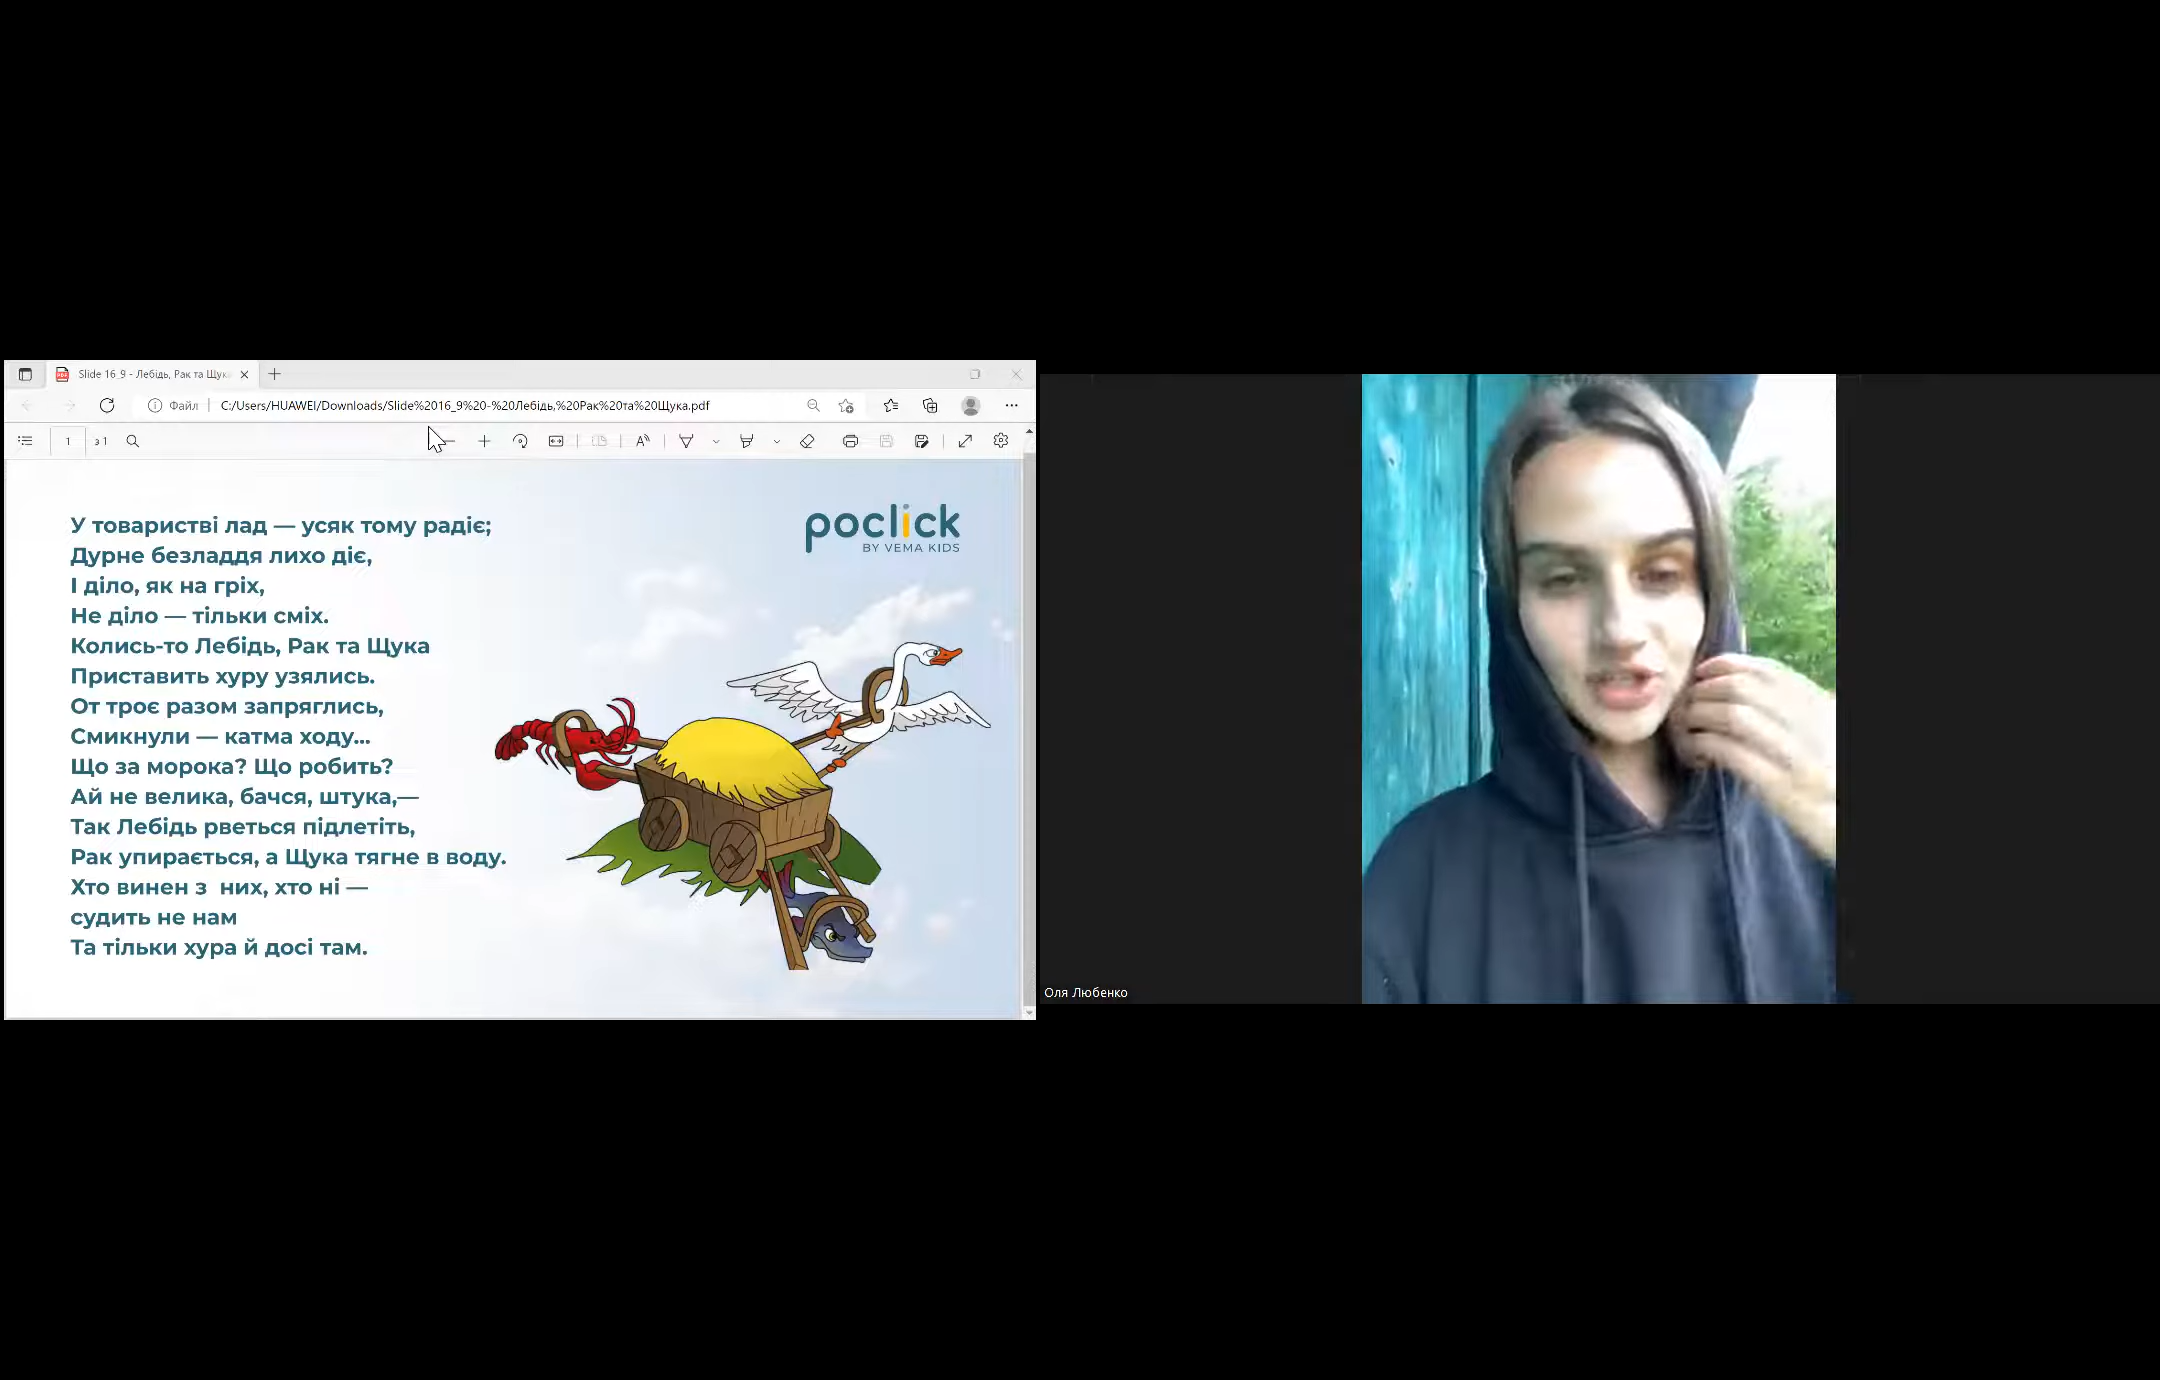 Slide 16_9 - Лебідь, Рак та Щук
Файл
C:/Users/HUAWEI/Downloads/Slide%2016_9%20-%20Лебідь,%20Рак%20та%20Щука.pdf
1 з 1
У товаристві лад — усяк тому радіє;
Дурне безладдя лихо діє,
І діло, як на гріх,
Не діло — тільки сміх.
Колись-то Лебідь, Рак та Щука
Приставить хуру узялись.
От троє разом запряглись,
Смикнули — катма ходу...
Що за морока? Що робить?
Ай не велика, бачся, штука,—
Так Лебідь рветься підлетіть,
Рак упирається, а Щука тягне в воду.
Хто винен з них, хто ні —
судить не нам
Та тільки хура й досі там.
poclick
BY VEMA KIDS
Оля Любенко